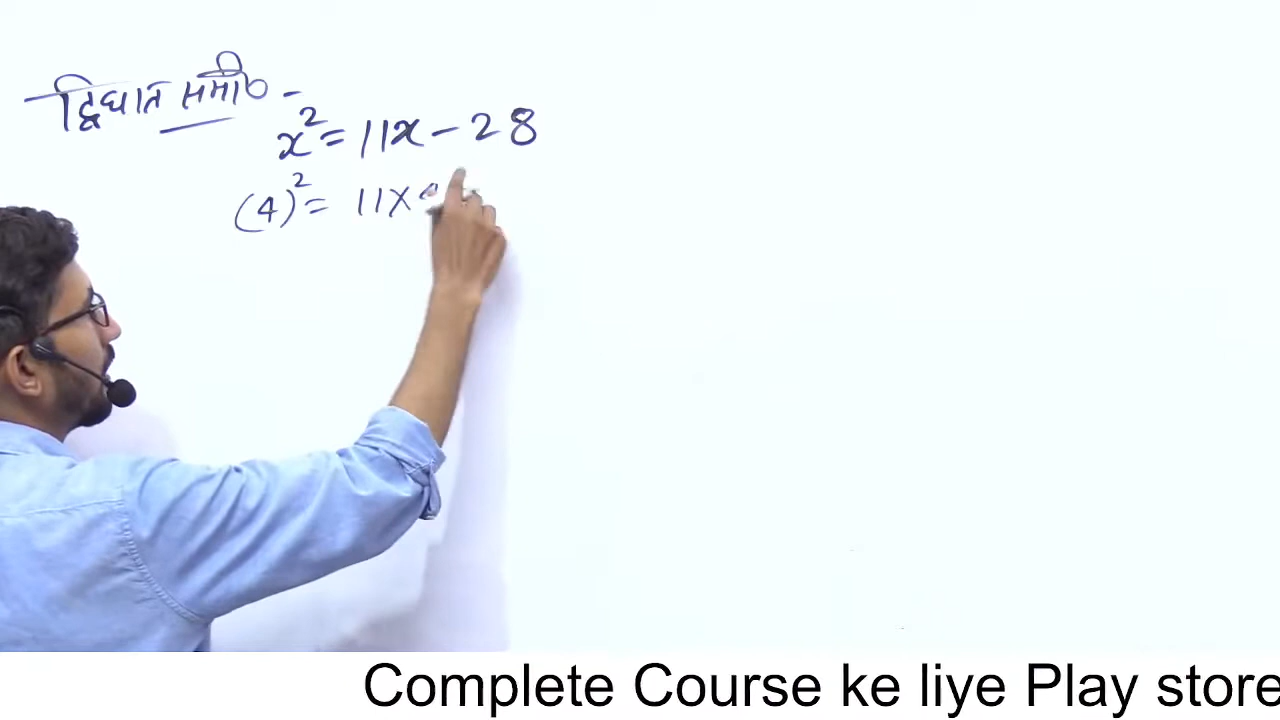 द्विघात समी० -
x² = 11x - 28
(4)² = 11×
Complete Course ke liye Play store